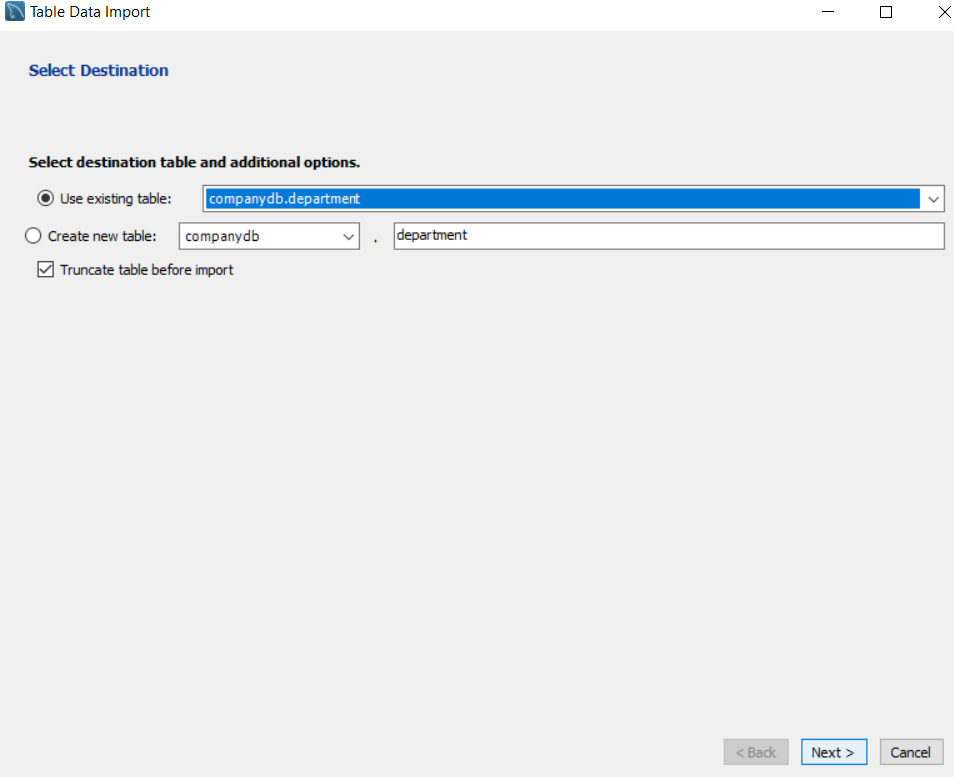 Table Data Import
Select Destination
Select destination table and additional options.
Use existing table: companydb.department
Create new table: companydb . department
Truncate table before import
< Back Next > Cancel